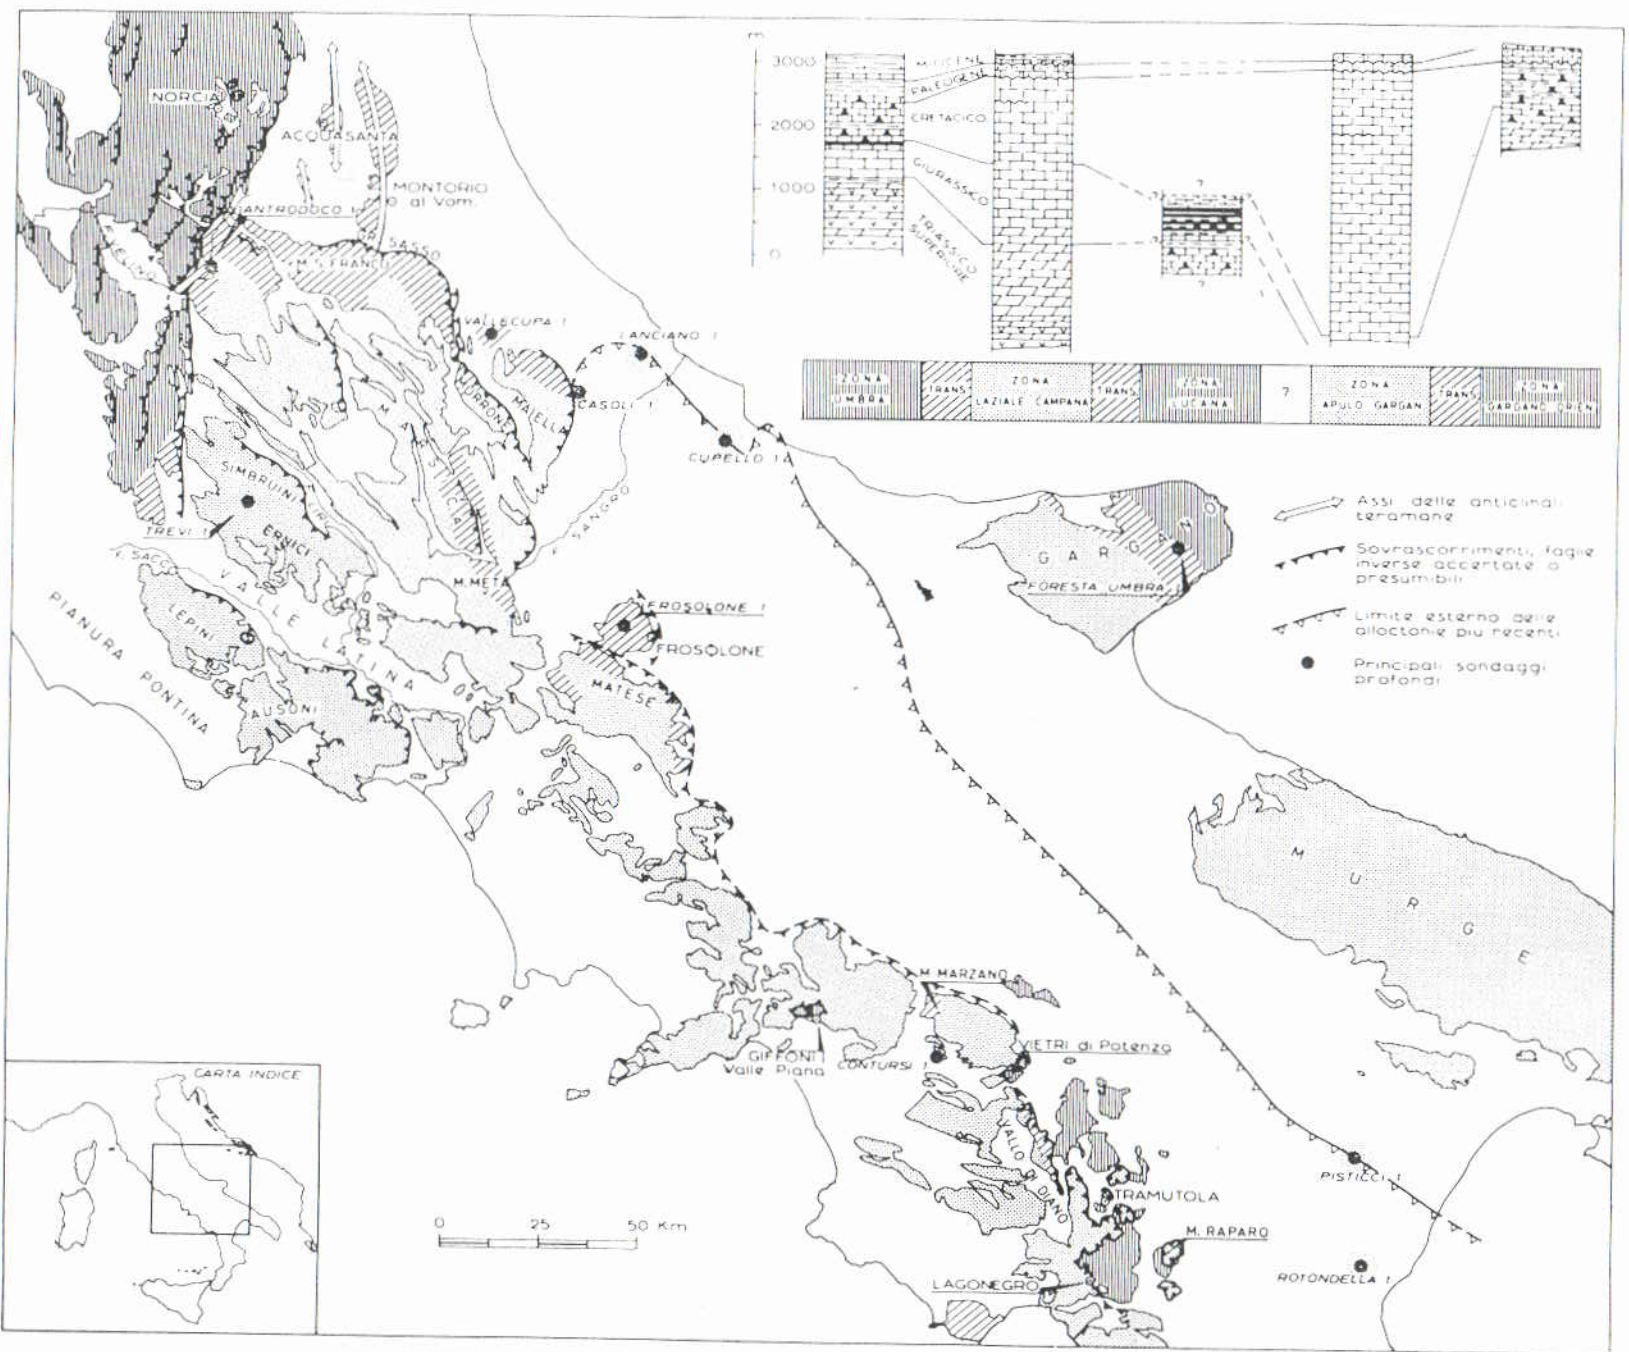 NORCIA
ACQUASANTA
MONTORIO
al Vom.
ANTRODOCO 1
SASSO
M. S. FRANCO
VALLECUPA 1
LANCIANO 1
MAIELLA
CASOLI 1
CUPELLO 1
SIMBRUINI
ERNICI
TREVI 1
F. SACCO
F. SANGRO
M. META
VALLE LATINA
LEPINI
AUSONI
PIANURA PONTINA
FROSOLONE 1
FROSOLONE
MATESE
GARGANO
FORESTA UMBRA
MURGE
M. MARZANO
VIETRI di Potenza
GIFFONI
Valle Piana
CONTURSI 1
VALLO DI DIANO
TRAMUTOLA
M. RAPARO
LAGONEGRO
PISTICCI 1
ROTONDELLA 1
m
3000
2000
1000
0
MIOCENE
PALEOGENE
CRETACICO
GIURASSICO
TRIASSICO
SUPERIORE
?
?
?
?
?
ZONA
UMBRA
TRANS.
ZONA
LAZIALE CAMPANA
TRANS.
ZONA
LUCANA
?
ZONA
APULO GARGAN.
TRANS.
ZONA
GARGANO ORIEN.
Assi delle anticlinali
teramane
Sovrascorrimenti, faglie
inverse accertate o
presumibili
Limite esterno delle
alloctonie più recenti
Principali sondaggi
profondi
CARTA INDICE
0 25 50 Km